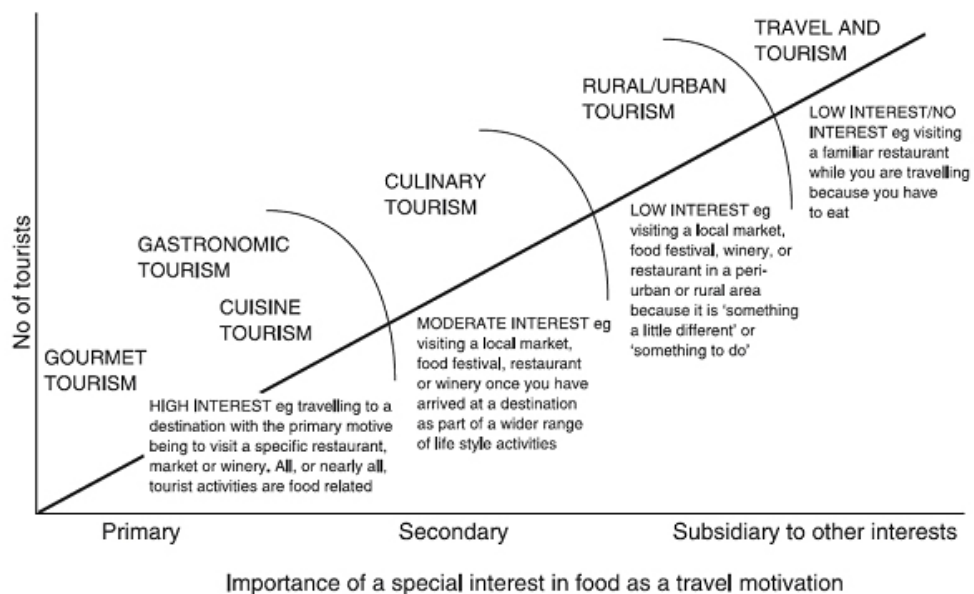 TRAVEL AND
TOURISM
RURAL/URBAN
TOURISM
LOW INTEREST/NO
INTEREST eg visiting
a familiar restaurant
while you are travelling
because you have
to eat
CULINARY
TOURISM
LOW INTEREST eg
visiting a local market,
food festival, winery, or
restaurant in a peri-
urban or rural area
because it is ‘something
a little different’ or
‘something to do’
GASTRONOMIC
TOURISM
CUISINE
TOURISM
MODERATE INTEREST eg
visiting a local market,
food festival, restaurant
or winery once you have
arrived at a destination
as part of a wider range
of life style activities
GOURMET
TOURISM
HIGH INTEREST eg travelling to a
destination with the primary motive
being to visit a specific restaurant,
market or winery. All, or nearly all,
tourist activities are food related
No of tourists
Primary
Secondary
Subsidiary to other interests
Importance of a special interest in food as a travel motivation